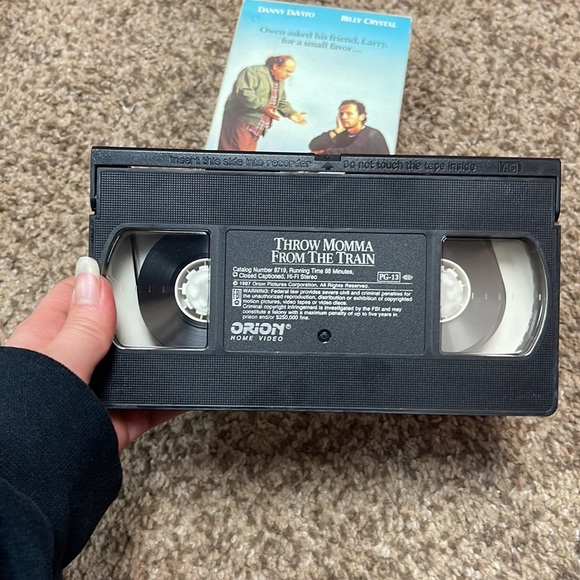 DANNY DeVITO BILLY CRYSTAL
Owen asked his friend, Larry,
for a small favor...
Insert this side into recorder Do not touch the tape inside VHS
THROW MOMMA
FROM THE TRAIN
Catalog Number 8719, Running Time 88 Minutes,
Closed Captioned, Hi-Fi Stereo PG-13
© 1987 Orion Pictures Corporation, All Rights Reserved.
WARNING: Federal law provides severe civil and criminal penalties for
the unauthorized reproduction, distribution or exhibition of copyrighted
motion pictures, video tapes or video discs.
Criminal copyright infringement is investigated by the FBI and may
constitute a felony with a maximum penalty of up to five years in
prison and/or $250,000 fine.
ORION®
HOME VIDEO